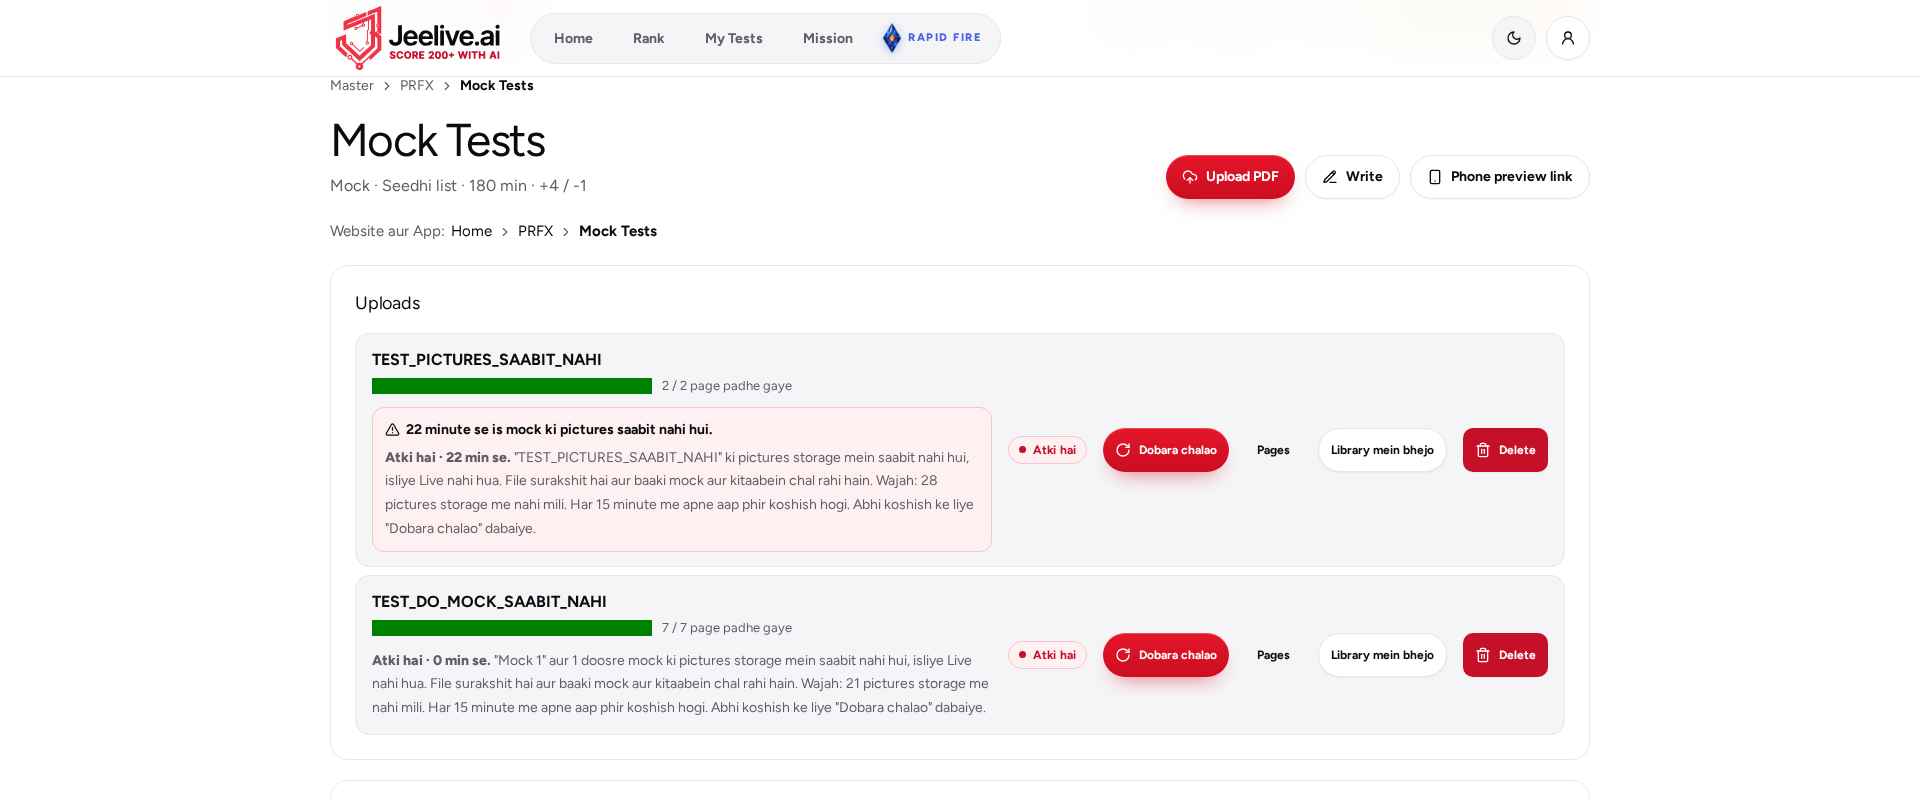 Jeelive.ai
SCORE 200+ WITH AI
Home
Rank
My Tests
Mission
RAPID FIRE
Master > PRFX > Mock Tests
Mock Tests
Mock · Seedhi list · 180 min · +4 / -1
Upload PDF
Write
Phone preview link
Website aur App: Home > PRFX > Mock Tests
Uploads
TEST_PICTURES_SAABIT_NAHI
2 / 2 page padhe gaye
22 minute se is mock ki pictures saabit nahi hui.
Atki hai · 22 min se. "TEST_PICTURES_SAABIT_NAHI" ki pictures storage mein saabit nahi hui,
isliye Live nahi hua. File surakshit hai aur baaki mock aur kitaabein chal rahi hain. Wajah: 28
pictures storage me nahi mili. Har 15 minute me apne aap phir koshish hogi. Abhi koshish ke liye
"Dobara chalao" dabaiye.
Atki hai
Dobara chalao
Pages
Library mein bhejo
Delete
TEST_DO_MOCK_SAABIT_NAHI
7 / 7 page padhe gaye
Atki hai · 0 min se. "Mock 1" aur 1 doosre mock ki pictures storage mein saabit nahi hui, isliye Live
nahi hua. File surakshit hai aur baaki mock aur kitaabein chal rahi hain. Wajah: 21 pictures storage me
nahi mili. Har 15 minute me apne aap phir koshish hogi. Abhi koshish ke liye "Dobara chalao" dabaiye.
Atki hai
Dobara chalao
Pages
Library mein bhejo
Delete